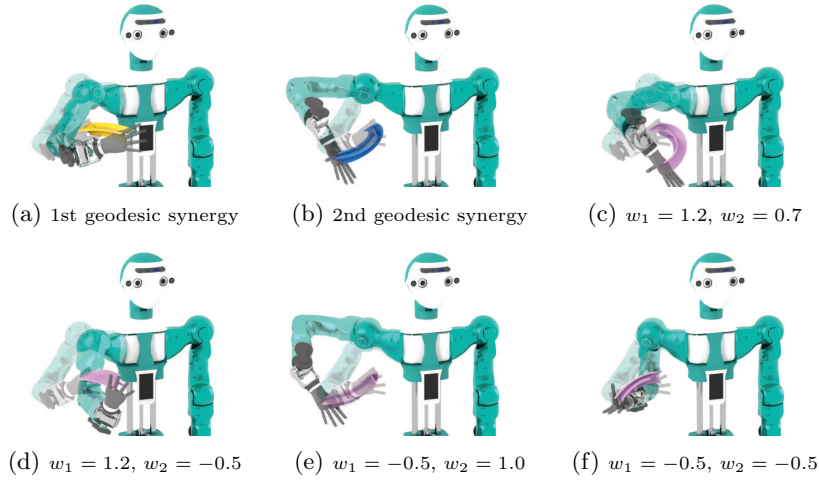 (a) 1st geodesic synergy
(b) 2nd geodesic synergy
(c) w₁ = 1.2, w₂ = 0.7
(d) w₁ = 1.2, w₂ = −0.5
(e) w₁ = −0.5, w₂ = 1.0
(f) w₁ = −0.5, w₂ = −0.5